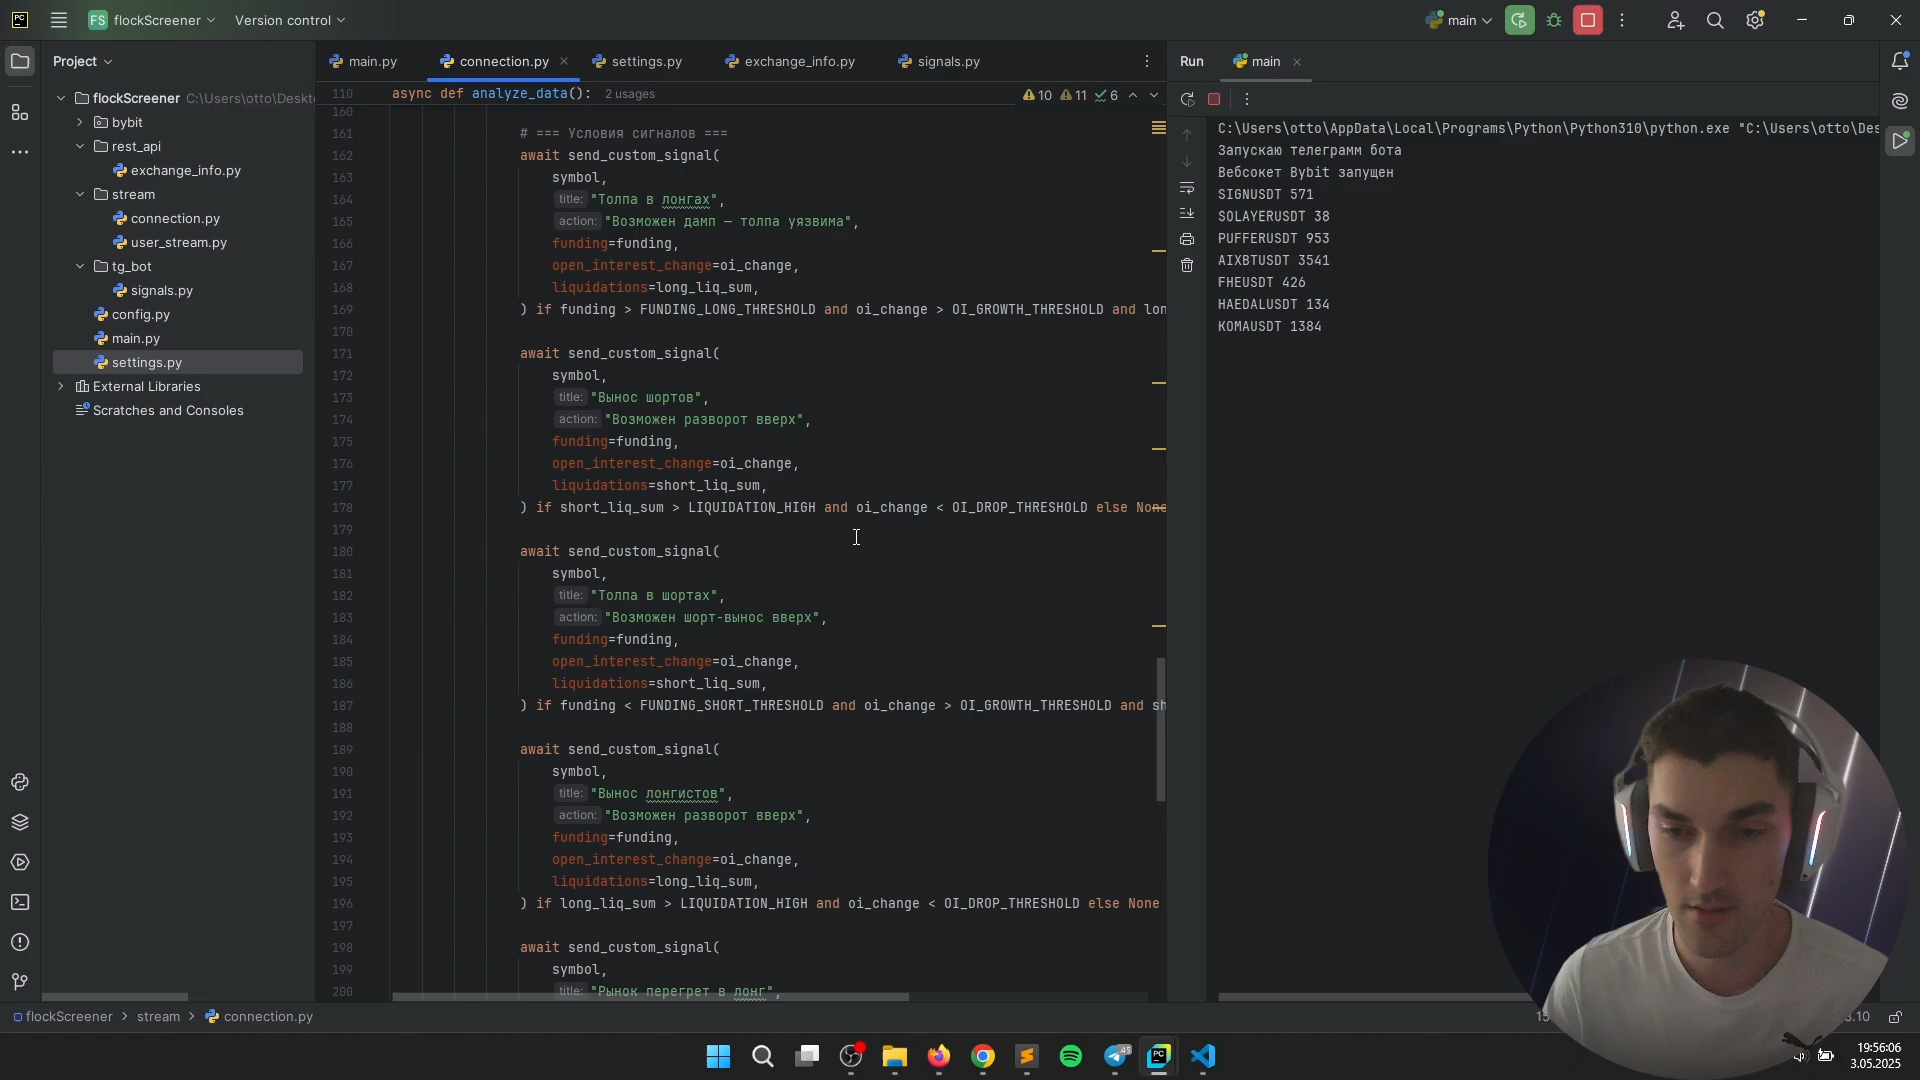 PC FS flockScreener Version control main
Project
main.py connection.py settings.py exchange_info.py signals.py
Run main
flockScreener C:\Users\otto\Deskt
bybit
rest_api
exchange_info.py
stream
connection.py
user_stream.py
tg_bot
signals.py
config.py
main.py
settings.py
External Libraries
Scratches and Consoles
110 async def analyze_data(): 2 usages 10 11 6
160
161 # === Условия сигналов ===
162 await send_custom_signal(
163 symbol,
164 title: "Толпа в лонгах",
165 action: "Возможен дамп — толпа уязвима",
166 funding=funding,
167 open_interest_change=oi_change,
168 liquidations=long_liq_sum,
169 ) if funding > FUNDING_LONG_THRESHOLD and oi_change > OI_GROWTH_THRESHOLD and lon
170
171 await send_custom_signal(
172 symbol,
173 title: "Вынос шортов",
174 action: "Возможен разворот вверх",
175 funding=funding,
176 open_interest_change=oi_change,
177 liquidations=short_liq_sum,
178 ) if short_liq_sum > LIQUIDATION_HIGH and oi_change < OI_DROP_THRESHOLD else None
179
180 await send_custom_signal(
181 symbol,
182 title: "Толпа в шортах",
183 action: "Возможен шорт-вынос вверх",
184 funding=funding,
185 open_interest_change=oi_change,
186 liquidations=short_liq_sum,
187 ) if funding < FUNDING_SHORT_THRESHOLD and oi_change > OI_GROWTH_THRESHOLD and sh
188
189 await send_custom_signal(
190 symbol,
191 title: "Вынос лонгистов",
192 action: "Возможен разворот вверх",
193 funding=funding,
194 open_interest_change=oi_change,
195 liquidations=long_liq_sum,
196 ) if long_liq_sum > LIQUIDATION_HIGH and oi_change < OI_DROP_THRESHOLD else None
197
198 await send_custom_signal(
199 symbol,
200 title: "Рынок перегрет в лонг",
C:\Users\otto\AppData\Local\Programs\Python\Python310\python.exe "C:\Users\otto\Des
Запускаю телеграмм бота
Вебсокет Bybit запущен
SIGNUSDT 571
SOLAYERUSDT 38
PUFFERUSDT 953
AIXBTUSDT 3541
FHEUSDT 426
HAEDALUSDT 134
KOMAUSDT 1384
flockScreener > stream > connection.py
45 PC
19:56:06
3.05.2025